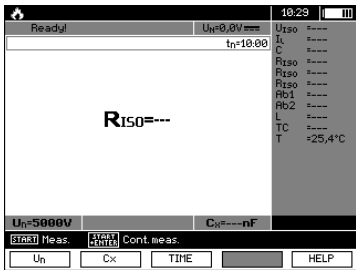 10:29
Ready! UN=0,0V
tn=10:00
RISO=---
UISO =---
IL =---
C =---
RISO =---
RISO =---
RISO =---
Ab1 =---
Ab2 =---
L =---
TC =---
T =25,4°C
Un=5000V Cx=---nF
START Meas. START +ENTER Cont.meas.
Un Cx TIME HELP